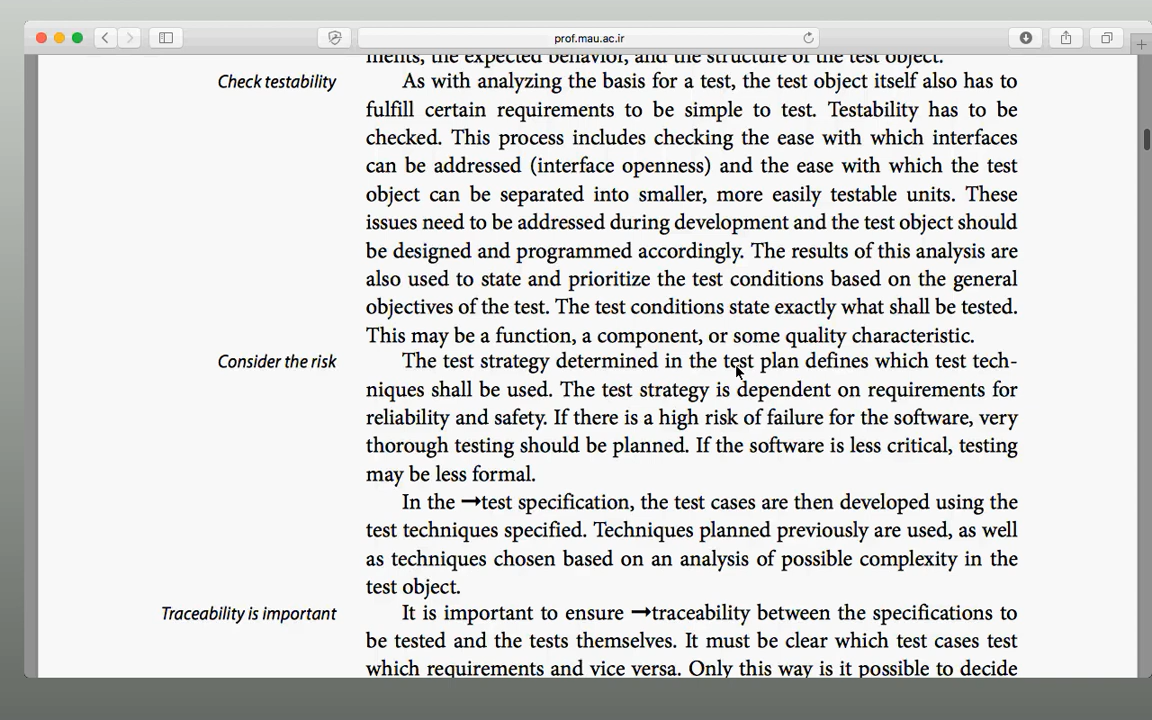 prof.mau.ac.ir
ments, the expected behavior, and the structure of the test object.
Check testability
As with analyzing the basis for a test, the test object itself also has to
fulfill certain requirements to be simple to test. Testability has to be
checked. This process includes checking the ease with which interfaces
can be addressed (interface openness) and the ease with which the test
object can be separated into smaller, more easily testable units. These
issues need to be addressed during development and the test object should
be designed and programmed accordingly. The results of this analysis are
also used to state and prioritize the test conditions based on the general
objectives of the test. The test conditions state exactly what shall be tested.
This may be a function, a component, or some quality characteristic.
Consider the risk
The test strategy determined in the test plan defines which test tech-
niques shall be used. The test strategy is dependent on requirements for
reliability and safety. If there is a high risk of failure for the software, very
thorough testing should be planned. If the software is less critical, testing
may be less formal.
In the →test specification, the test cases are then developed using the
test techniques specified. Techniques planned previously are used, as well
as techniques chosen based on an analysis of possible complexity in the
test object.
Traceability is important
It is important to ensure →traceability between the specifications to
be tested and the tests themselves. It must be clear which test cases test
which requirements and vice versa. Only this way is it possible to decide